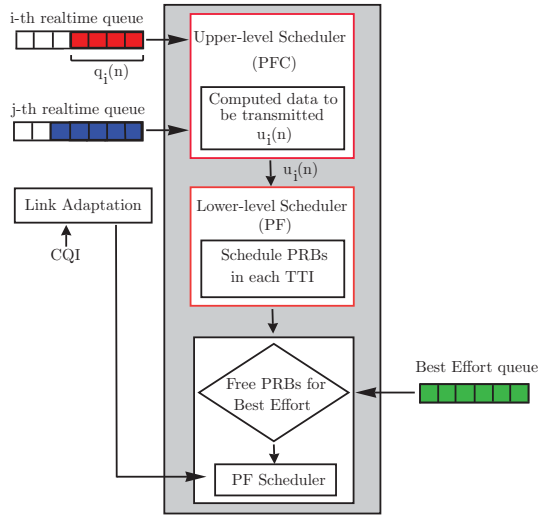 i-th realtime queue
q_i(n)
j-th realtime queue
Upper-level Scheduler
(PFC)
Computed data to
be transmitted
u_i(n)
u_i(n)
Link Adaptation
CQI
Lower-level Scheduler
(PF)
Schedule PRBs
in each TTI
Free PRBs for
Best Effort
Best Effort queue
PF Scheduler